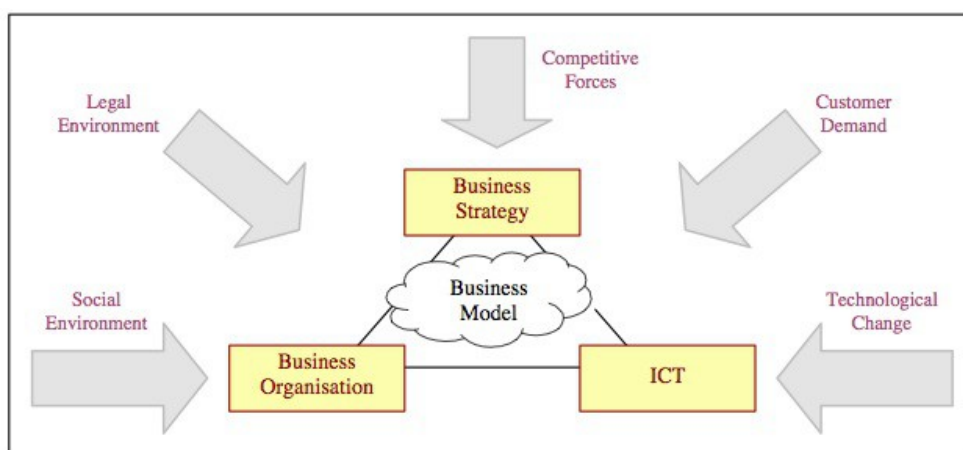 Competitive
Forces
Legal
Environment
Customer
Demand
Business
Strategy
Business
Model
Social
Environment
Technological
Change
Business
Organisation
ICT